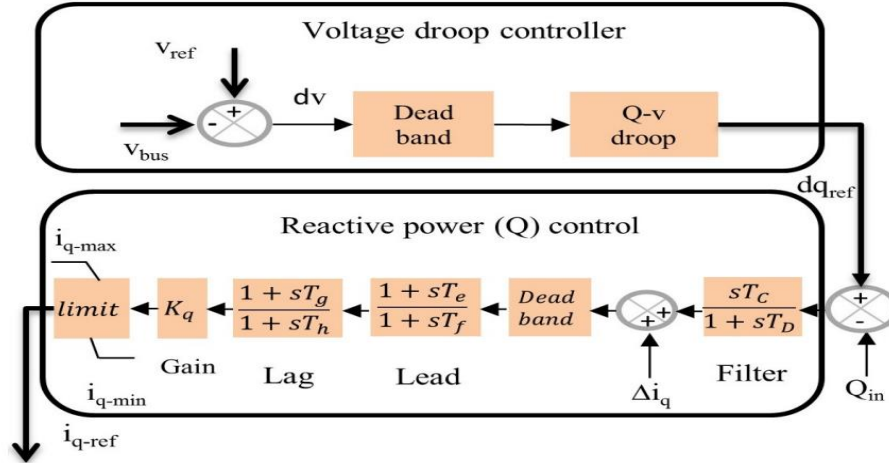 Voltage droop controller
v_ref
+
-
v_bus
dv
Dead
band
Q-v
droop
dq_ref
Reactive power (Q) control
i_q-max
limit
K_q
1 + sT_g
1 + sT_h
1 + sT_e
1 + sT_f
Dead
band
+
+
sT_C
1 + sT_D
+
-
Gain
Lag
Lead
Δi_q
Filter
Q_in
i_q-min
i_q-ref